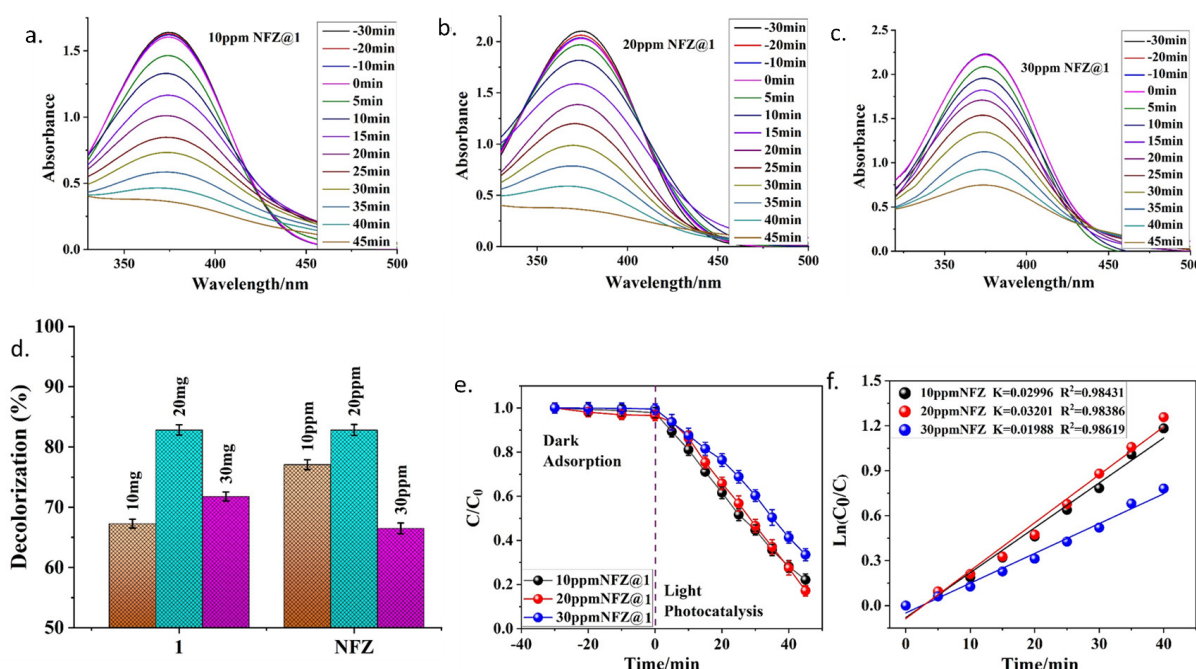 a.
10ppm NFZ@1
1.5
1.0
0.5
0.0
Absorbance
350
400
450
500
Wavelength/nm
-30min
-20min
-10min
0min
5min
10min
15min
20min
25min
30min
35min
40min
45min
b.
20ppm NFZ@1
2.0
1.5
1.0
0.5
0.0
Absorbance
350
400
450
500
Wavelength/nm
-30min
-20min
-10min
0min
5min
10min
15min
20min
25min
30min
35min
40min
45min
c.
30ppm NFZ@1
2.5
2.0
1.5
1.0
0.5
0.0
Absorbance
350
400
450
500
Wavelength/nm
-30min
-20min
-10min
0min
5min
10min
15min
20min
25min
30min
35min
40min
45min
d.
100
90
80
70
60
50
Decolorization (%)
10mg
20mg
30mg
10ppm
20ppm
30ppm
1
NFZ
e.
1.0
0.8
0.6
0.4
0.2
0.0
C/C0
Dark
Adsorption
Light
Photocatalysis
10ppmNFZ@1
20ppmNFZ@1
30ppmNFZ@1
-40
-20
0
20
40
Time/min
f.
1.5
1.2
0.9
0.6
0.3
0.0
Ln(C0/C)
10ppmNFZ K=0.02996 R²=0.98431
20ppmNFZ K=0.03201 R²=0.98386
30ppmNFZ K=0.01988 R²=0.98619
0
10
20
30
40
Time/min